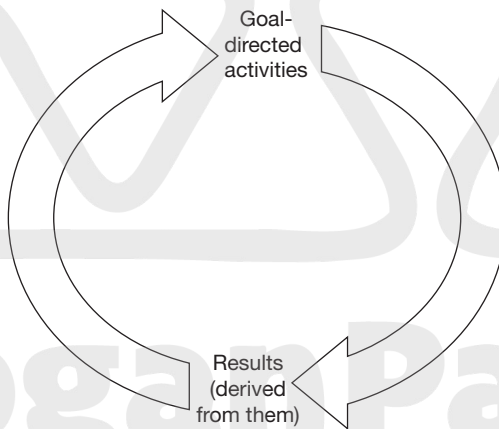 Goal-
directed
activities
Results
(derived
from them)